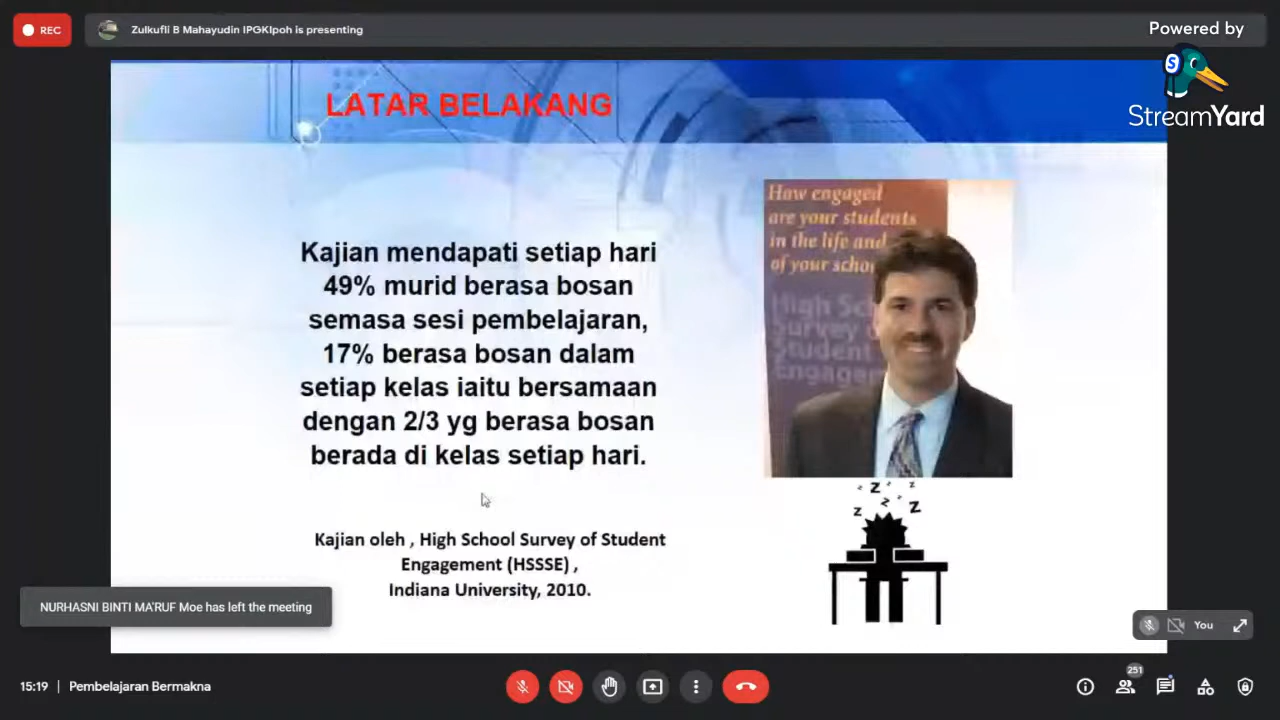 REC
Zulkufli B Mahayudin IPGKIpoh is presenting
Powered by
StreamYard
LATAR BELAKANG
How engaged
are your students
in the life and
of your schoo
High Sc
Survey
Student
Engagem
Kajian mendapati setiap hari
49% murid berasa bosan
semasa sesi pembelajaran,
17% berasa bosan dalam
setiap kelas iaitu bersamaan
dengan 2/3 yg berasa bosan
berada di kelas setiap hari.
z z z
z z
z z
Kajian oleh , High School Survey of Student
Engagement (HSSSE) ,
Indiana University, 2010.
NURHASNI BINTI MA'RUF Moe has left the meeting
You
15:19 | Pembelajaran Bermakna
251